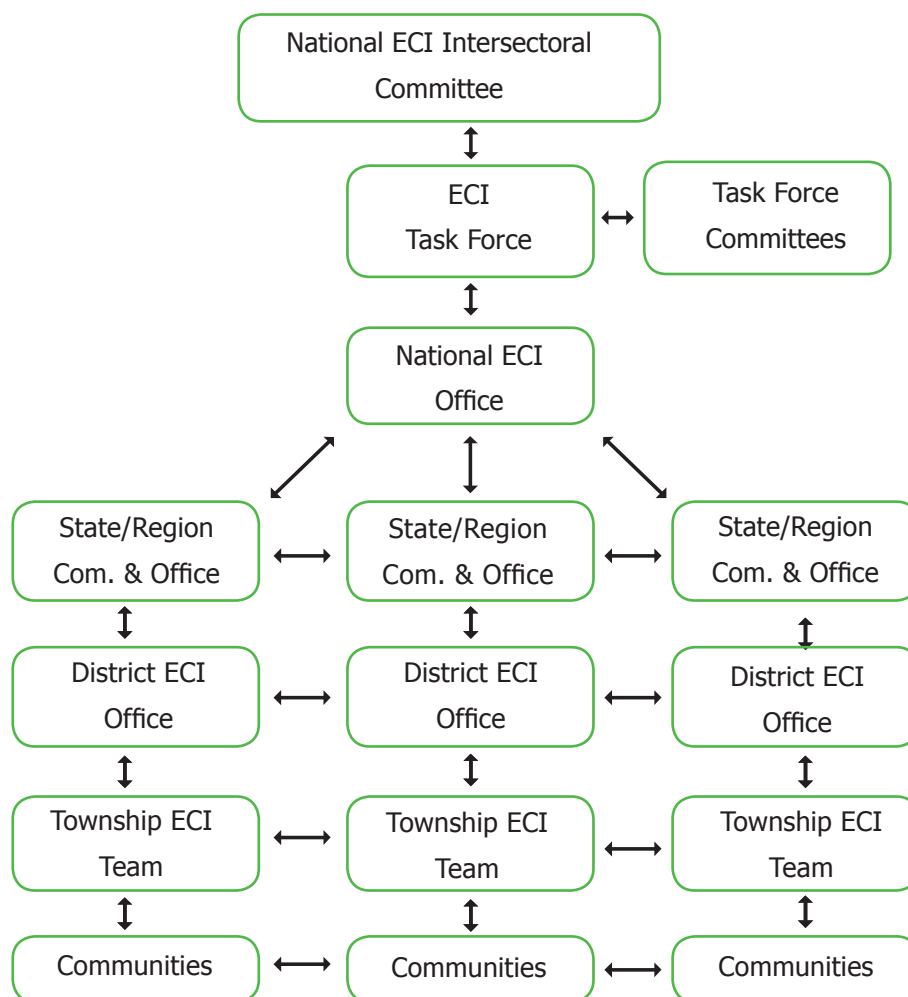 National ECI Intersectoral
Committee
ECI
Task Force
Task Force
Committees
National ECI
Office
State/Region
Com. & Office
State/Region
Com. & Office
State/Region
Com. & Office
District ECI
Office
District ECI
Office
District ECI
Office
Township ECI
Team
Township ECI
Team
Township ECI
Team
Communities
Communities
Communities